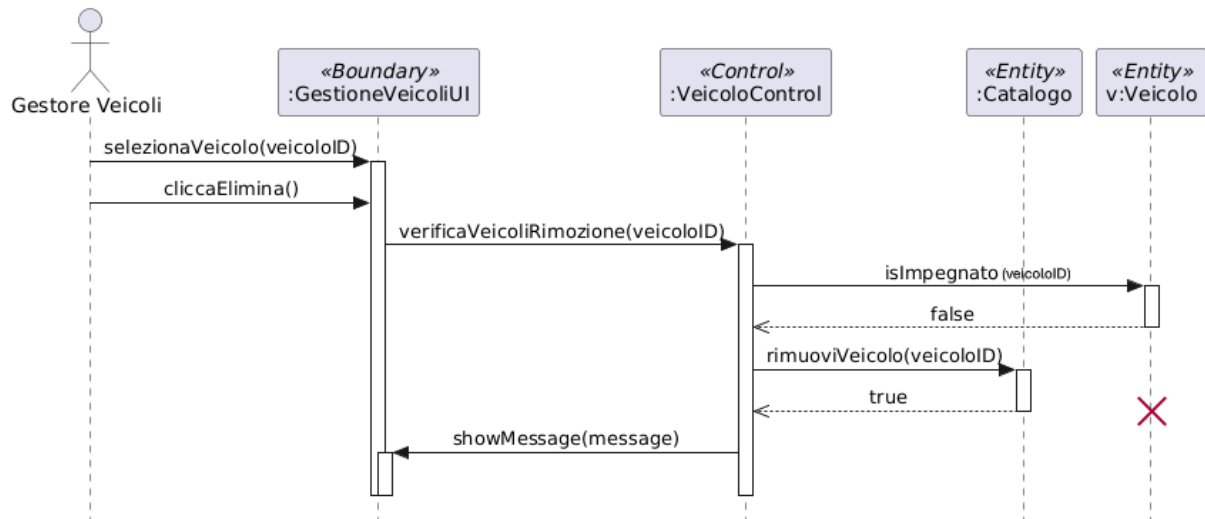 «Boundary»
:GestioneVeicoliUI
«Control»
:VeicoloControl
«Entity»
:Catalogo
«Entity»
v:Veicolo
Gestore Veicoli
selezionaVeicolo(veicoloID)
cliccaElimina()
verificaVeicoliRimozione(veicoloID)
isImpegnato (veicoloID)
false
rimuoviVeicolo(veicoloID)
true
showMessage(message)